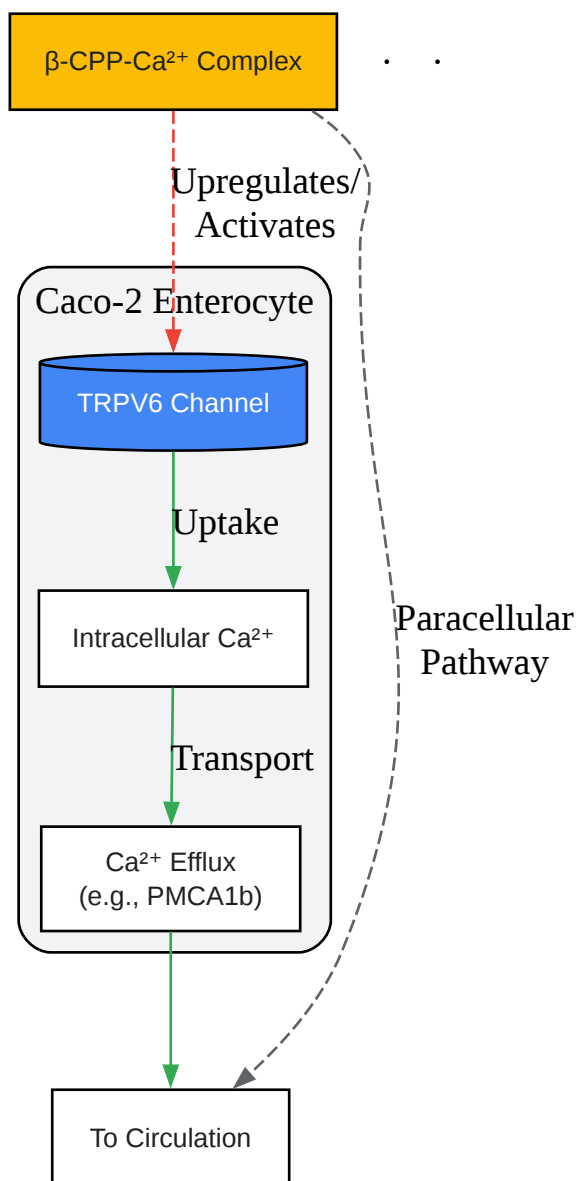 β-CPP-Ca²⁺ Complex
Upregulates/
Activates
Caco-2 Enterocyte
TRPV6 Channel
Uptake
Intracellular Ca²⁺
Paracellular
Pathway
Transport
Ca²⁺ Efflux
(e.g., PMCA1b)
To Circulation